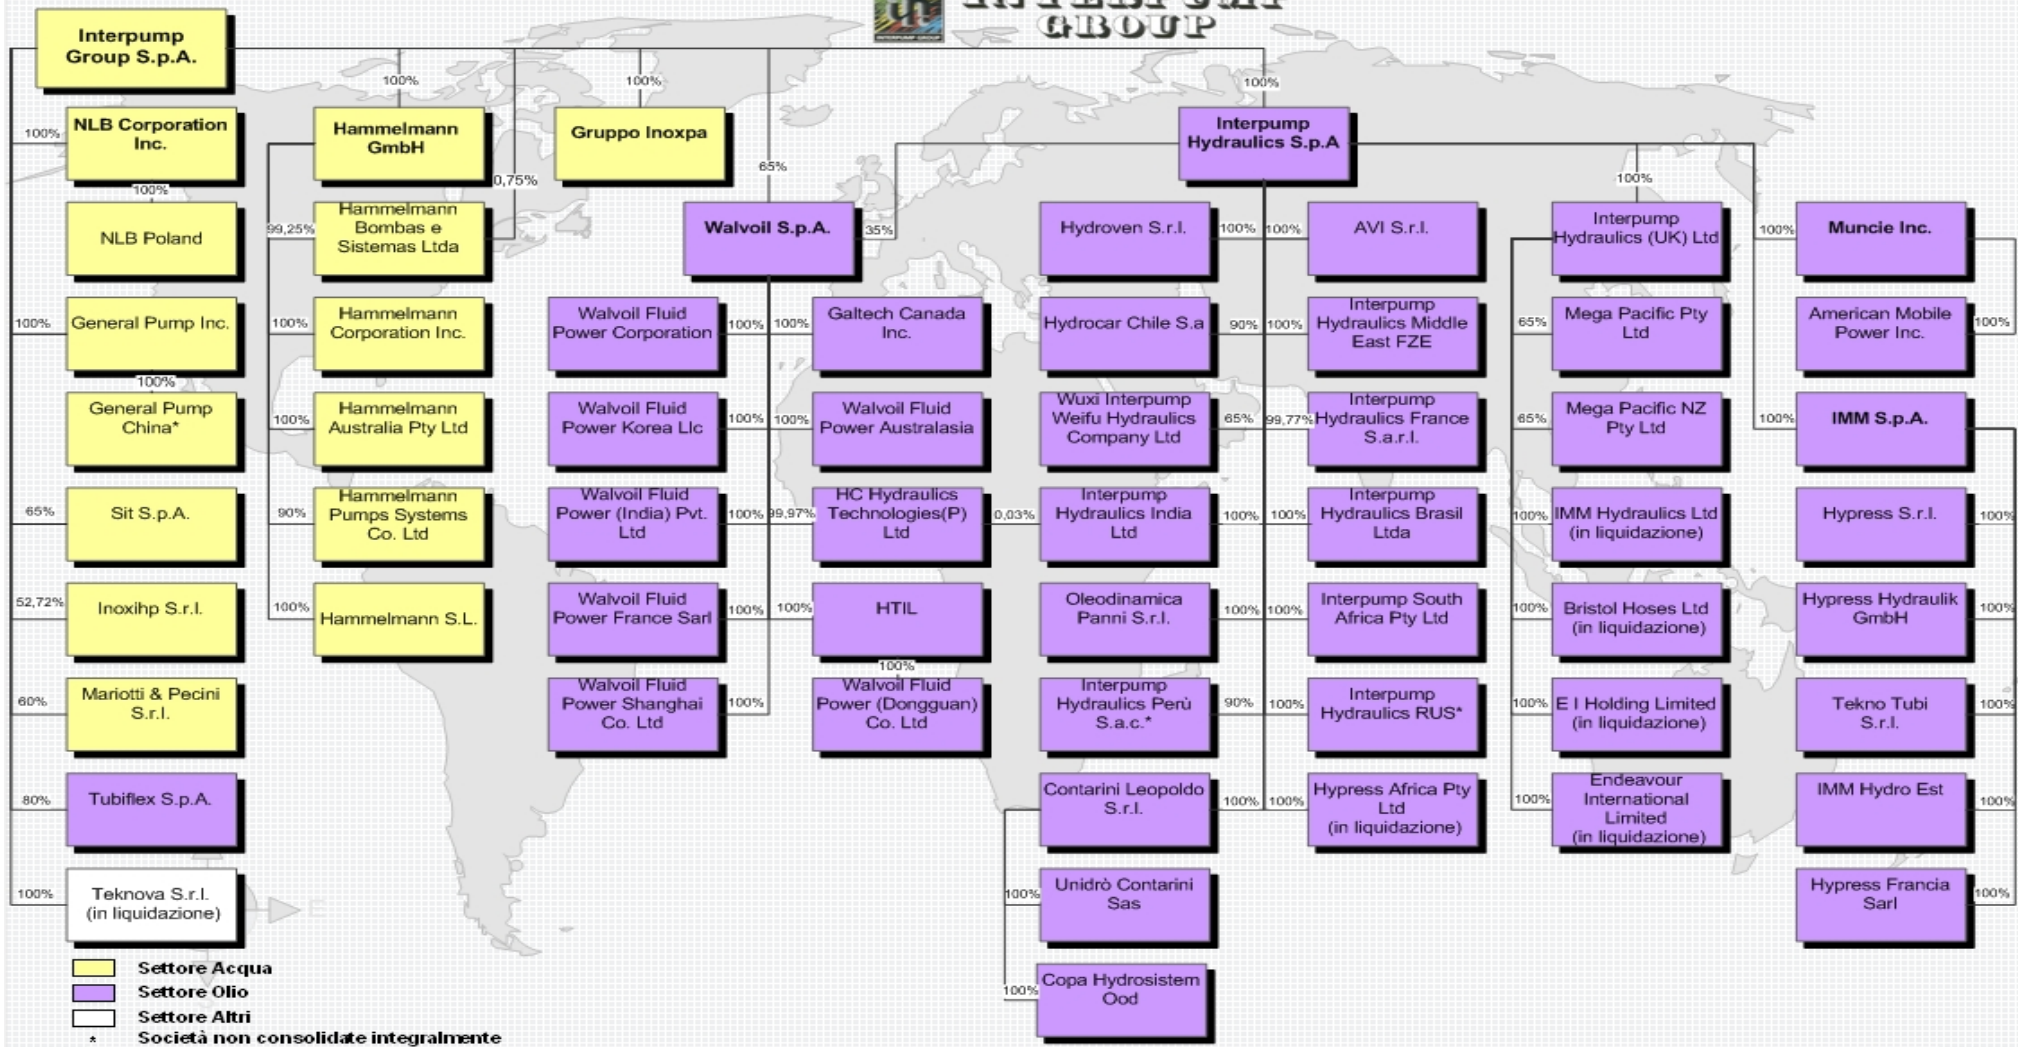 INTERPUMP
GROUP
INTERPUMP GROUP
Interpump
Group S.p.A.
100%
100%
65%
100%
0,75%
100%
NLB Corporation
Inc.
100%
NLB Poland
100%
General Pump Inc.
100%
General Pump
China*
65%
Sit S.p.A.
52,72%
Inoxihp S.r.l.
60%
Mariotti & Pecini
S.r.l.
80%
Tubiflex S.p.A.
100%
Teknova S.r.l.
(in liquidazione)
Hammelmann
GmbH
99,25%
Hammelmann
Bombas e
Sistemas Ltda
100%
Hammelmann
Corporation Inc.
100%
Hammelmann
Australia Pty Ltd
90%
Hammelmann
Pumps Systems
Co. Ltd
100%
Hammelmann S.L.
Gruppo Inoxpa
Walvoil S.p.A.
35%
Walvoil Fluid
Power Corporation
100%
100%
Galtech Canada
Inc.
Walvoil Fluid
Power Korea Llc
100%
100%
Walvoil Fluid
Power Australasia
Walvoil Fluid
Power (India) Pvt.
Ltd
100%
99,97%
HC Hydraulics
Technologies(P)
Ltd
0,03%
Walvoil Fluid
Power France Sarl
100%
100%
HTIL
100%
Walvoil Fluid
Power Shanghai
Co. Ltd
100%
Walvoil Fluid
Power (Dongguan)
Co. Ltd
Interpump
Hydraulics S.p.A
Hydroven S.r.l.
100%
100%
AVI S.r.l.
Hydrocar Chile S.a
90%
100%
Interpump
Hydraulics Middle
East FZE
Wuxi Interpump
Weifu Hydraulics
Company Ltd
65%
99,77%
Interpump
Hydraulics France
S.a.r.l.
Interpump
Hydraulics India
Ltd
100%
100%
Interpump
Hydraulics Brasil
Ltda
Oleodinamica
Panni S.r.l.
100%
100%
Interpump South
Africa Pty Ltd
Interpump
Hydraulics Perù
S.a.c.*
90%
100%
Interpump
Hydraulics RUS*
Contarini Leopoldo
S.r.l.
100%
100%
Hypress Africa Pty
Ltd
(in liquidazione)
100%
Unidrò Contarini
Sas
100%
Copa Hydrosistem
Ood
100%
Interpump
Hydraulics (UK) Ltd
65%
Mega Pacific Pty
Ltd
65%
Mega Pacific NZ
Pty Ltd
100%
IMM Hydraulics Ltd
(in liquidazione)
100%
Bristol Hoses Ltd
(in liquidazione)
100%
E I Holding Limited
(in liquidazione)
100%
Endeavour
International
Limited
(in liquidazione)
100%
Muncie Inc.
American Mobile
Power Inc.
100%
100%
IMM S.p.A.
Hypress S.r.l.
100%
Hypress Hydraulik
GmbH
100%
Tekno Tubi
S.r.l.
100%
IMM Hydro Est
100%
Hypress Francia
Sarl
100%
E
Settore Acqua
Settore Olio
Settore Altri
* Società non consolidate integralmente